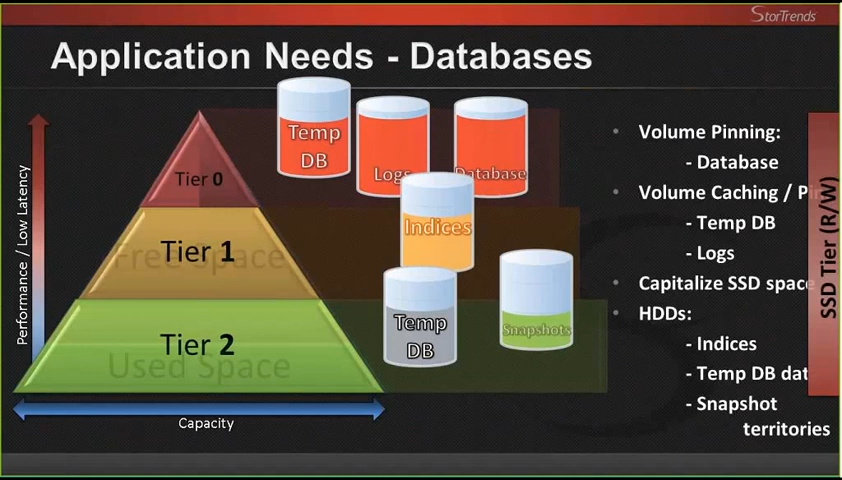 StorTrends
Application Needs - Databases
Performance / Low Latency
Tier 0
Tier 1
Free Space
Tier 2
Used Space
Capacity
Temp
DB
Logs
Database
Indices
Temp
DB
Snapshots
• Volume Pinning:
- Database
• Volume Caching /
- Temp DB
- Logs
• Capitalize SSD space
• HDDs:
- Indices
- Temp DB
- Snapshot
territories
SSD Tier (R/W)